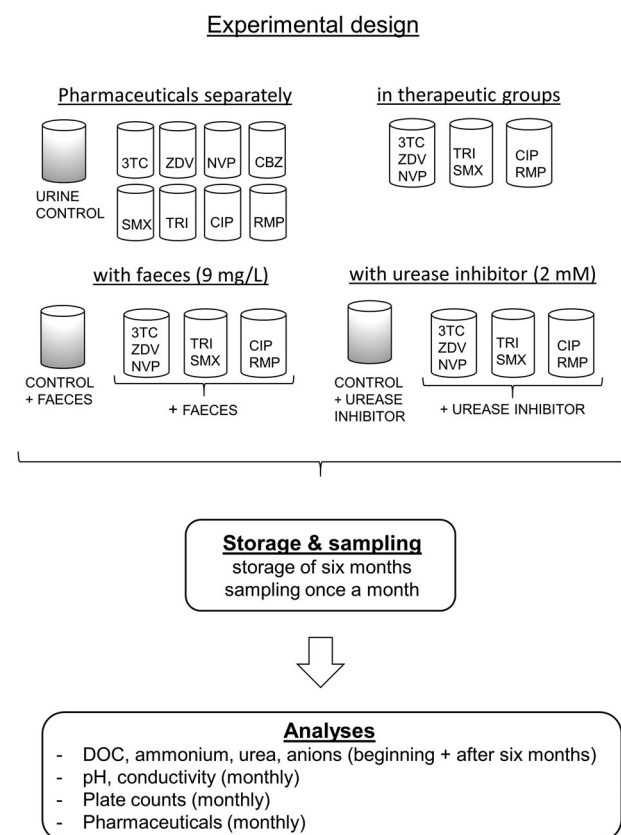 Experimental design
Pharmaceuticals separately
URINE
CONTROL
3TC
ZDV
NVP
CBZ
SMX
TRI
CIP
RMP
in therapeutic groups
3TC
ZDV
NVP
TRI
SMX
CIP
RMP
with faeces (9 mg/L)
CONTROL
+ FAECES
3TC
ZDV
NVP
TRI
SMX
CIP
RMP
+ FAECES
with urease inhibitor (2 mM)
CONTROL
+ UREASE
INHIBITOR
3TC
ZDV
NVP
TRI
SMX
CIP
RMP
+ UREASE INHIBITOR
Storage & sampling
storage of six months
sampling once a month
Analyses
- DOC, ammonium, urea, anions (beginning + after six months)
- pH, conductivity (monthly)
- Plate counts (monthly)
- Pharmaceuticals (monthly)